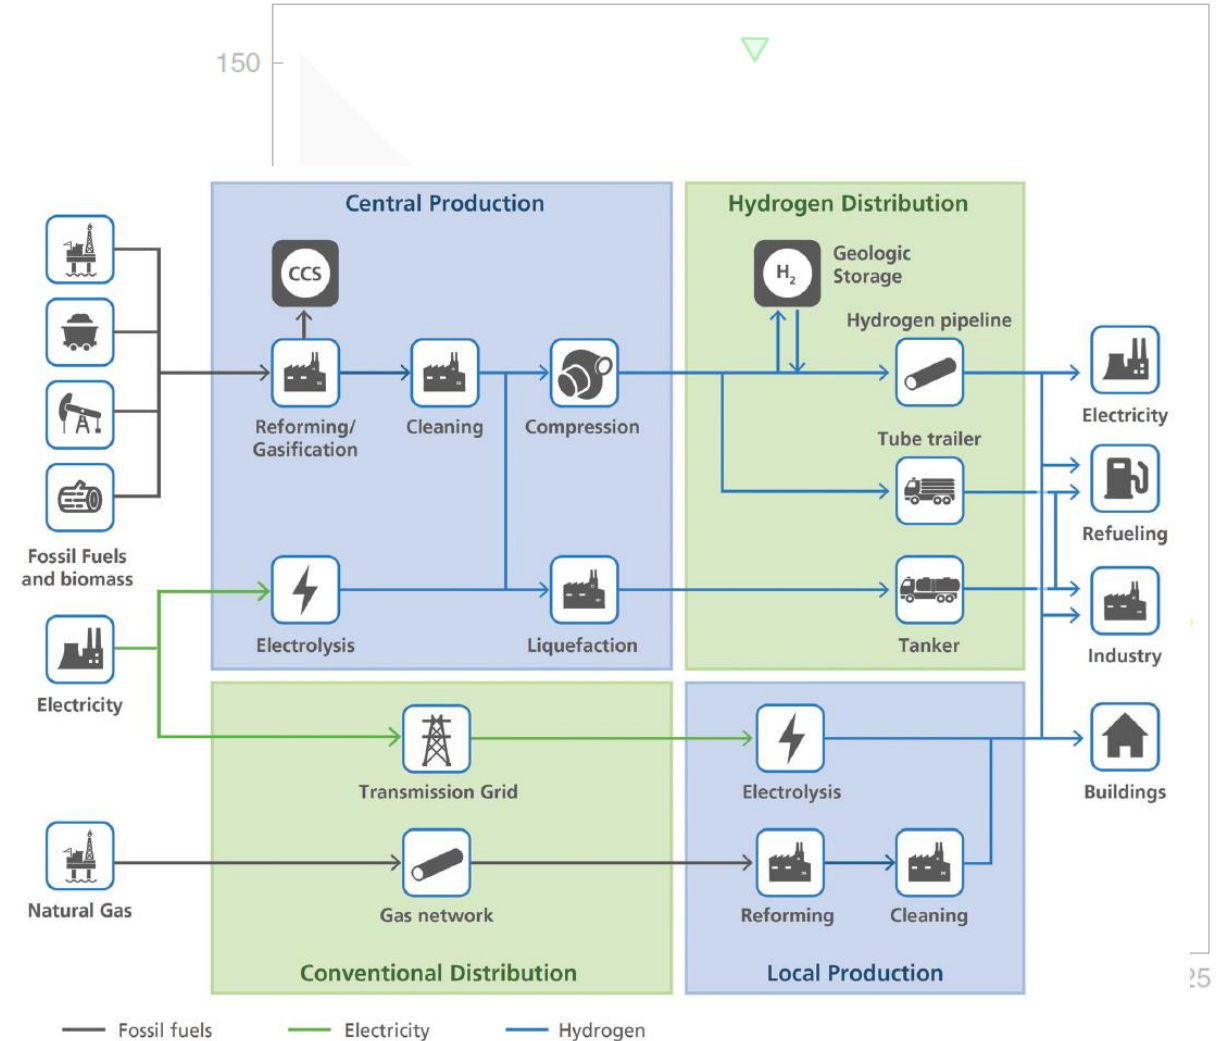 150
Central Production
Hydrogen Distribution
CCS
H2
Geologic
Storage
Hydrogen pipeline
Reforming/
Gasification
Cleaning
Compression
Electricity
Tube trailer
Refueling
Fossil Fuels
and biomass
Electrolysis
Liquefaction
Tanker
Industry
Electricity
Transmission Grid
Electrolysis
Buildings
Natural Gas
Gas network
Reforming
Cleaning
Conventional Distribution
Local Production
25
Fossil fuels
Electricity
Hydrogen